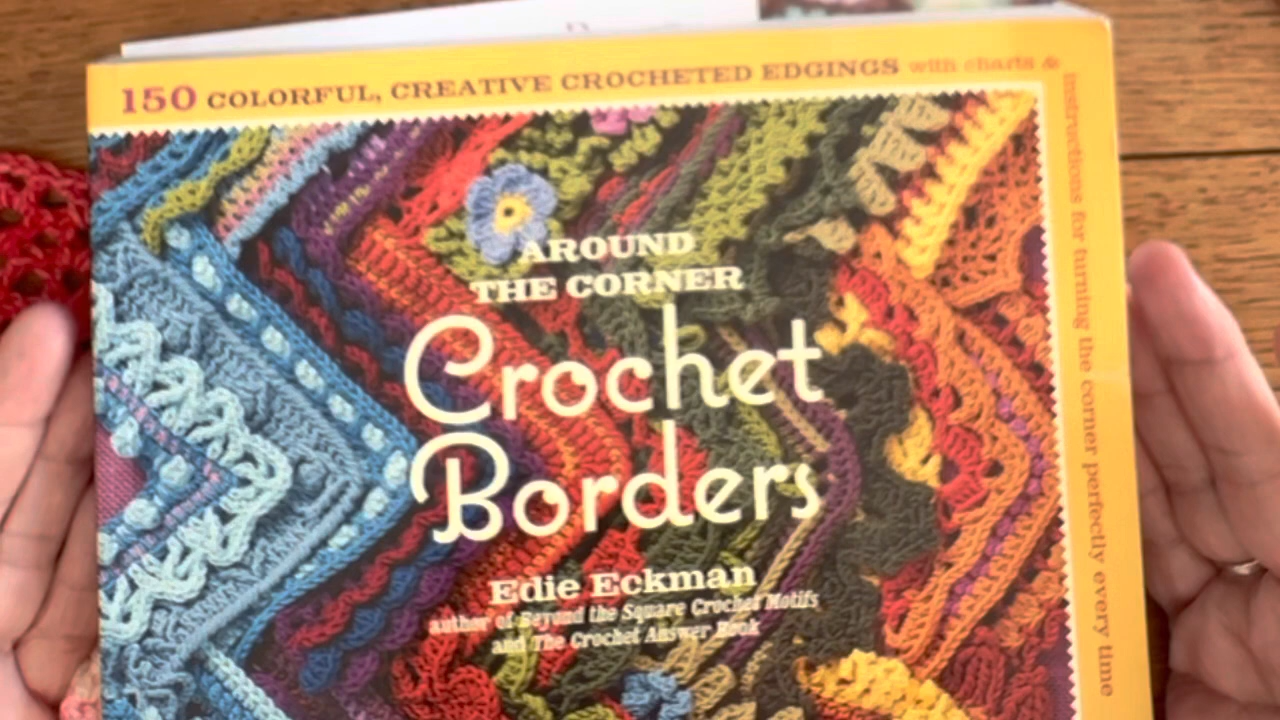 150 COLORFUL, CREATIVE CROCHETED EDGINGS with charts &
instructions for turning the corner perfectly every time
AROUND
THE CORNER
Crochet
Borders
Edie Eckman
author of Beyond the Square Crochet Motifs
and The Crochet Answer Book